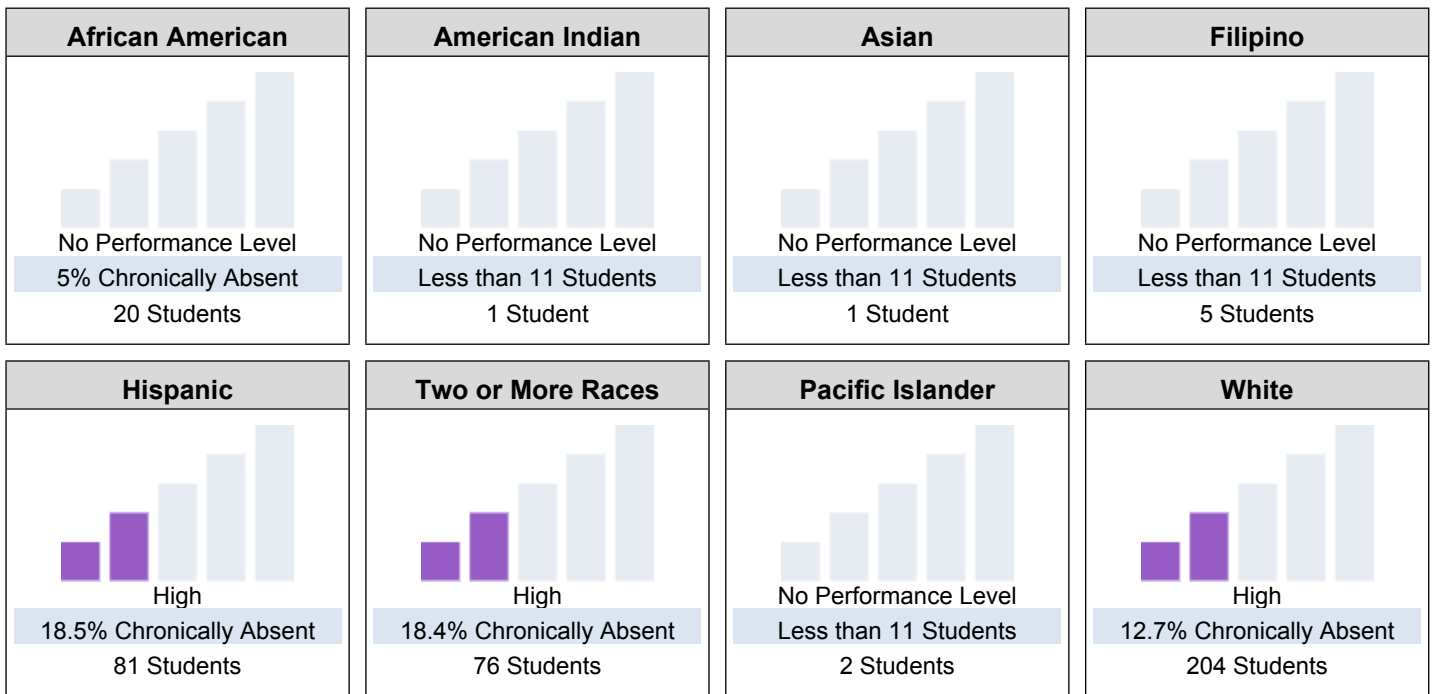 African American
No Performance Level
5% Chronically Absent
20 Students
American Indian
No Performance Level
Less than 11 Students
1 Student
Asian
No Performance Level
Less than 11 Students
1 Student
Filipino
No Performance Level
Less than 11 Students
5 Students
Hispanic
High
18.5% Chronically Absent
81 Students
Two or More Races
High
18.4% Chronically Absent
76 Students
Pacific Islander
No Performance Level
Less than 11 Students
2 Students
White
High
12.7% Chronically Absent
204 Students